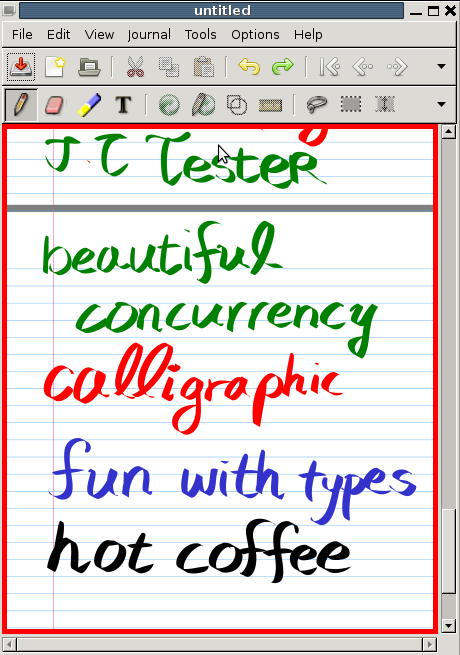 untitled
File Edit View Journal Tools Options Help
T
J.C Tester
beautiful
concurrency
calligraphic
fun with types
hot coffee